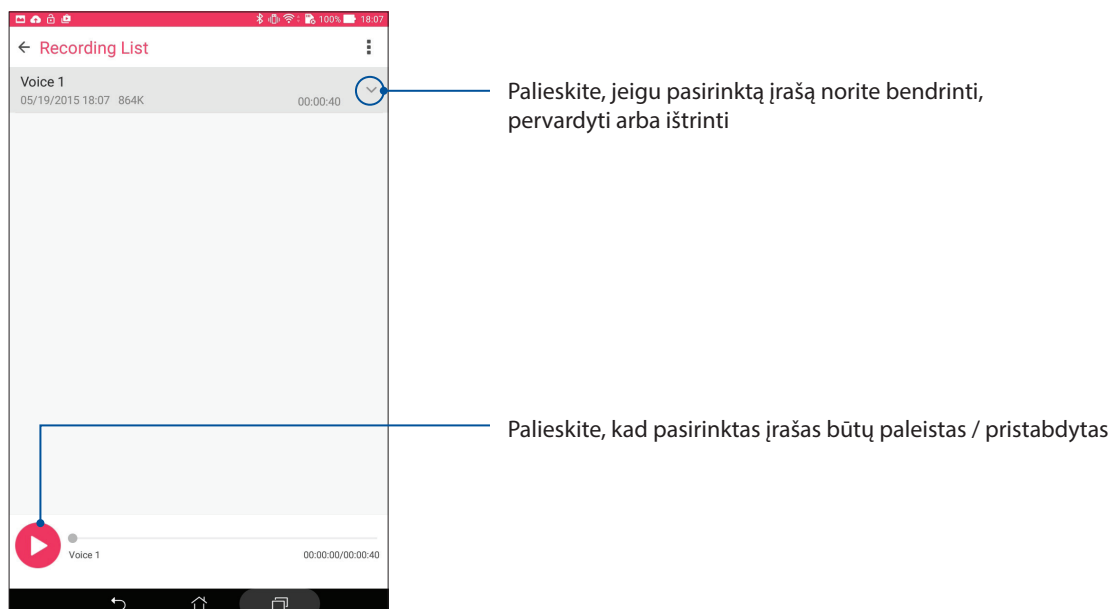 100% 18:07
Recording List
Voice 1
05/19/2015 18:07 864K 00:00:40
Palieskite, jeigu pasirinktą įrašą norite bendrinti,
pervardyti arba ištrinti
Palieskite, kad pasirinktas įrašas būtų paleistas / pristabdytas
Voice 1 00:00:00/00:00:40